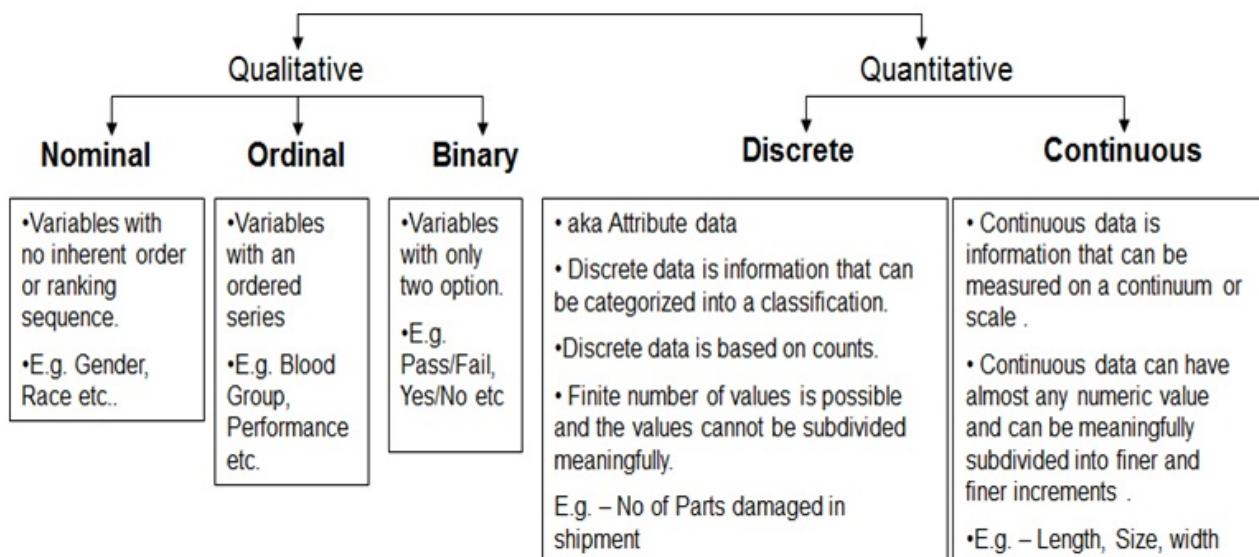 Qualitative
Quantitative
Nominal
Ordinal
Binary
Discrete
Continuous
•Variables with
no inherent order
or ranking
sequence.
•E.g. Gender,
Race etc..
•Variables
with an
ordered
series
•E.g. Blood
Group,
Performance
etc.
•Variables
with only
two option.
•E.g.
Pass/Fail,
Yes/No etc
• aka Attribute data
• Discrete data is information that can
be categorized into a classification.
•Discrete data is based on counts.
• Finite number of values is possible
and the values cannot be subdivided
meaningfully.
E.g. – No of Parts damaged in
shipment
• Continuous data is
information that can be
measured on a continuum or
scale .
• Continuous data can have
almost any numeric value
and can be meaningfully
subdivided into finer and
finer increments .
•E.g. – Length, Size, width